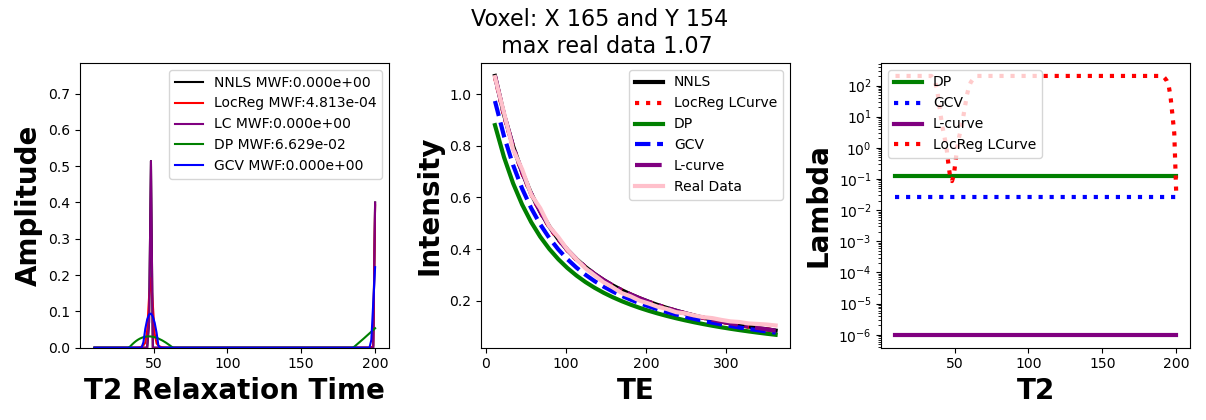 Voxel: X 165 and Y 154
max real data 1.07
Amplitude
0.7
0.6
0.5
0.4
0.3
0.2
0.1
0.0
50
100
150
200
T2 Relaxation Time
NNLS MWF:0.000e+00
LocReg MWF:4.813e-04
LC MWF:0.000e+00
DP MWF:6.629e-02
GCV MWF:0.000e+00
Intensity
1.0
0.8
0.6
0.4
0.2
0
100
200
300
TE
NNLS
LocReg LCurve
DP
GCV
L-curve
Real Data
Lambda
10²
10¹
10⁰
10⁻¹
10⁻²
10⁻³
10⁻⁴
10⁻⁵
10⁻⁶
50
100
150
200
T2
DP
GCV
L-curve
LocReg LCurve